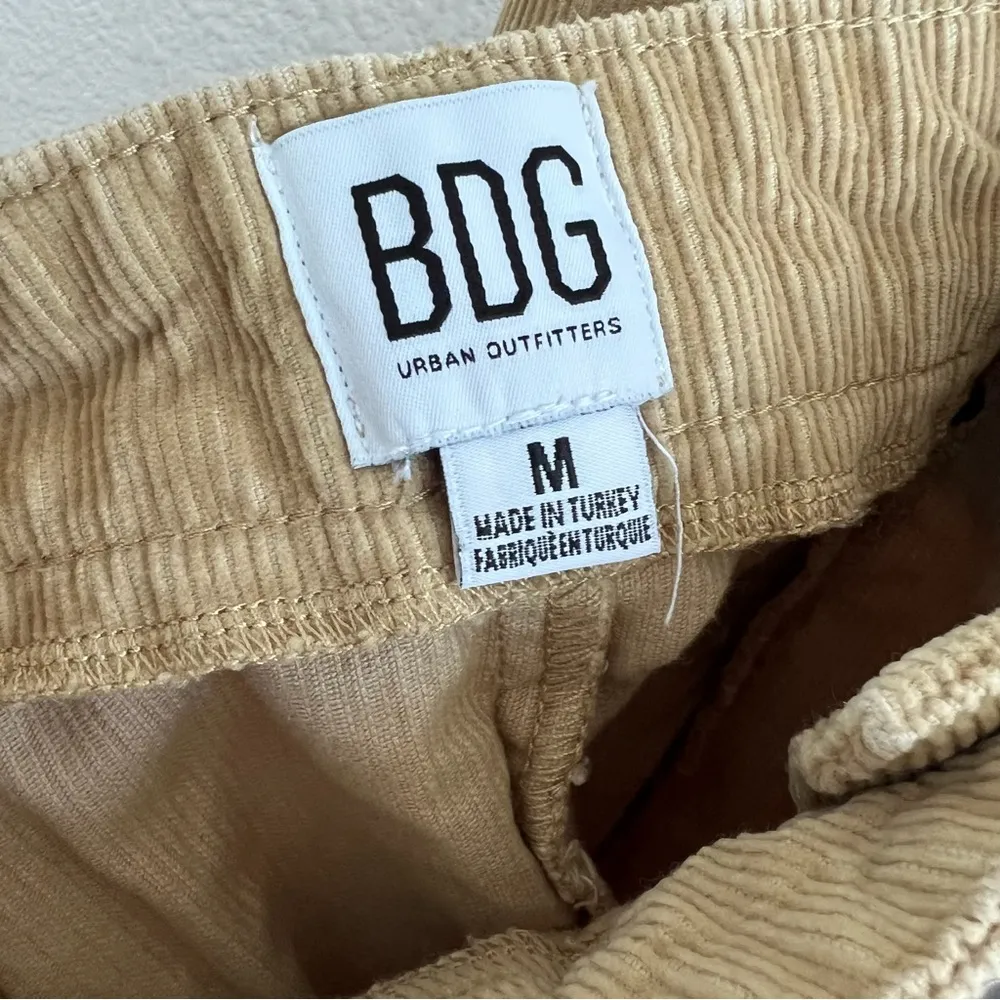 BDG
URBAN OUTFITTERS
M
MADE IN TURKEY
FABRIQUÉ EN TURQUIE